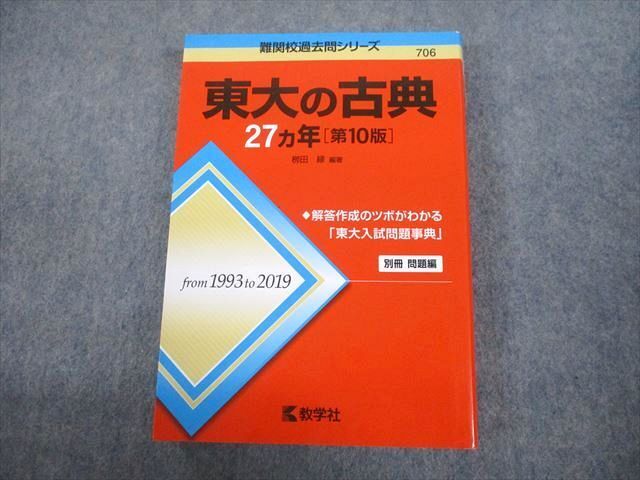 難関校過去問シリーズ
706
東大の古典
27ヵ年[第10版]
栁田 緑 編著
◆解答作成のツボがわかる
「東大入試問題事典」
別冊 問題編
from 1993 to 2019
教学社